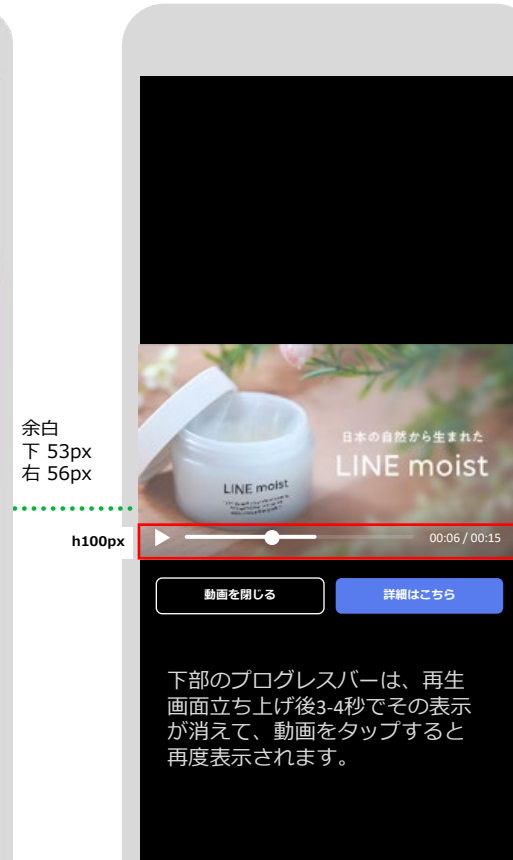 余白
下 53px
右 56px
h100px
日本の自然から生まれた
LINE moist
LINE moist
00:06 / 00:15
動画を閉じる
詳細はこちら
下部のプログレスバーは、再生
画面立ち上げ後3-4秒でその表示
が消えて、動画をタップすると
再度表示されます。